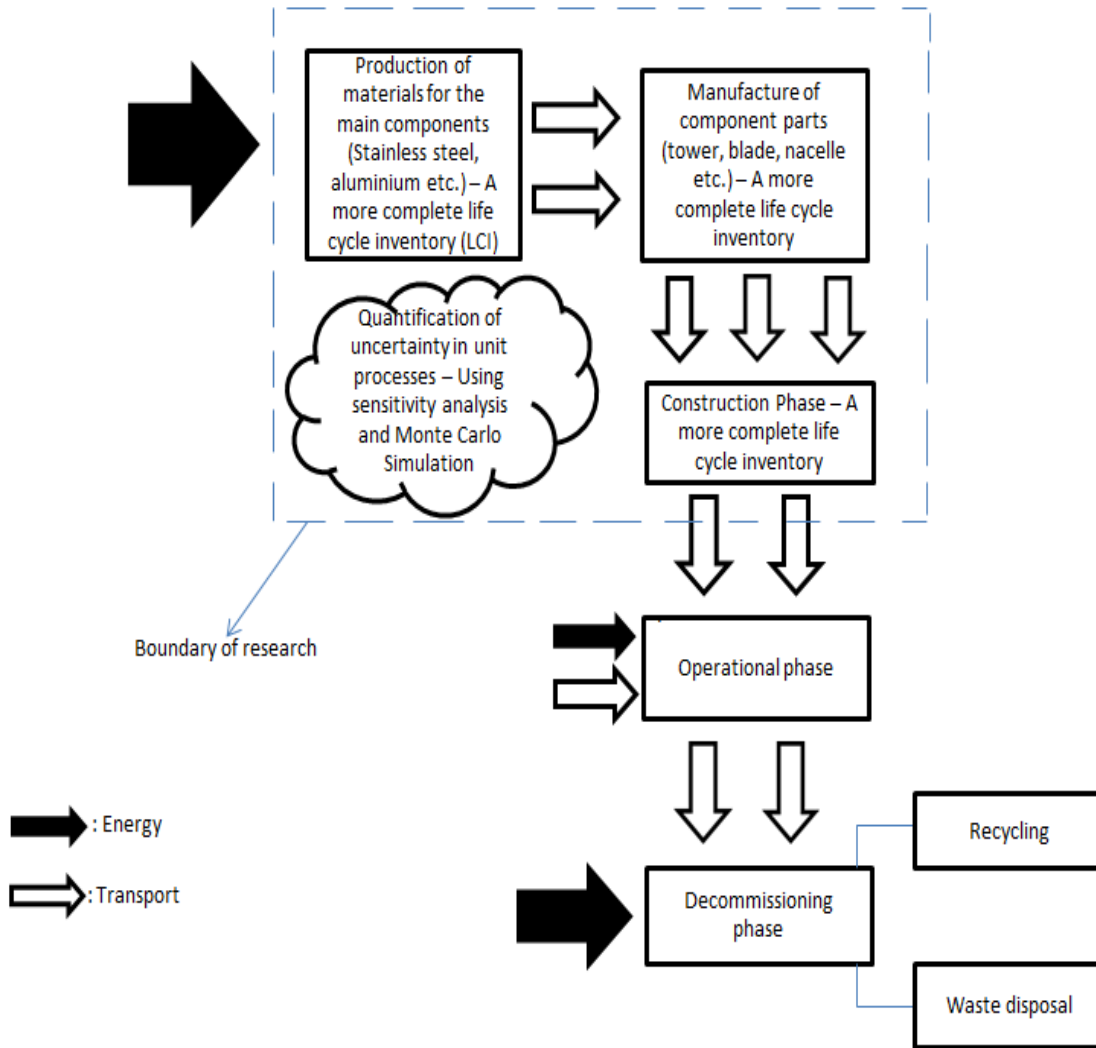 Production of
materials for the
main components
(Stainless steel,
aluminium etc.) – A
more complete life
cycle inventory (LCI)
Manufacture of
component parts
(tower, blade, nacelle
etc.) – A more
complete life cycle
inventory
Quantification of
uncertainty in unit
processes – Using
sensitivity analysis
and Monte Carlo
Simulation
Construction Phase – A
more complete life
cycle inventory
Boundary of research
Operational phase
: Energy
: Transport
Decommissioning
phase
Recycling
Waste disposal